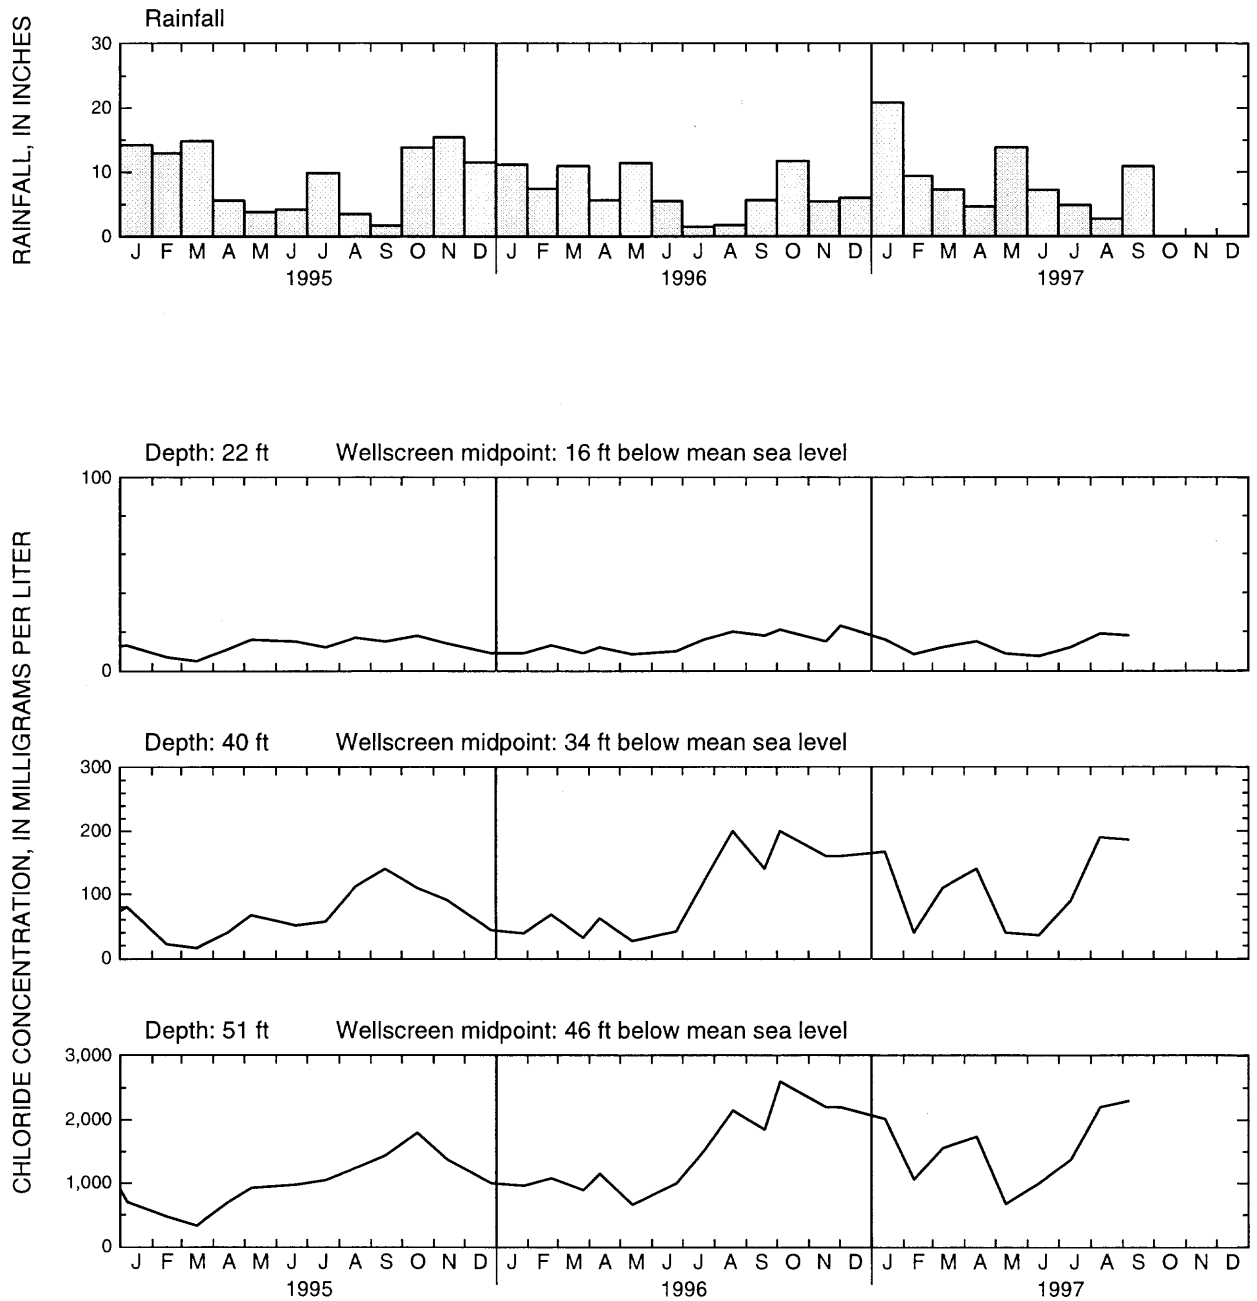 Rainfall
RAINFALL, IN INCHES
30
20
10
0
J F M A M J J A S O N D J F M A M J J A S O N D J F M A M J J A S O N D
1995 1996 1997
CHLORIDE CONCENTRATION, IN MILLIGRAMS PER LITER
Depth: 22 ft Wellscreen midpoint: 16 ft below mean sea level
100
0
Depth: 40 ft Wellscreen midpoint: 34 ft below mean sea level
300
200
100
0
Depth: 51 ft Wellscreen midpoint: 46 ft below mean sea level
3,000
2,000
1,000
0
J F M A M J J A S O N D J F M A M J J A S O N D J F M A M J J A S O N D
1995 1996 1997